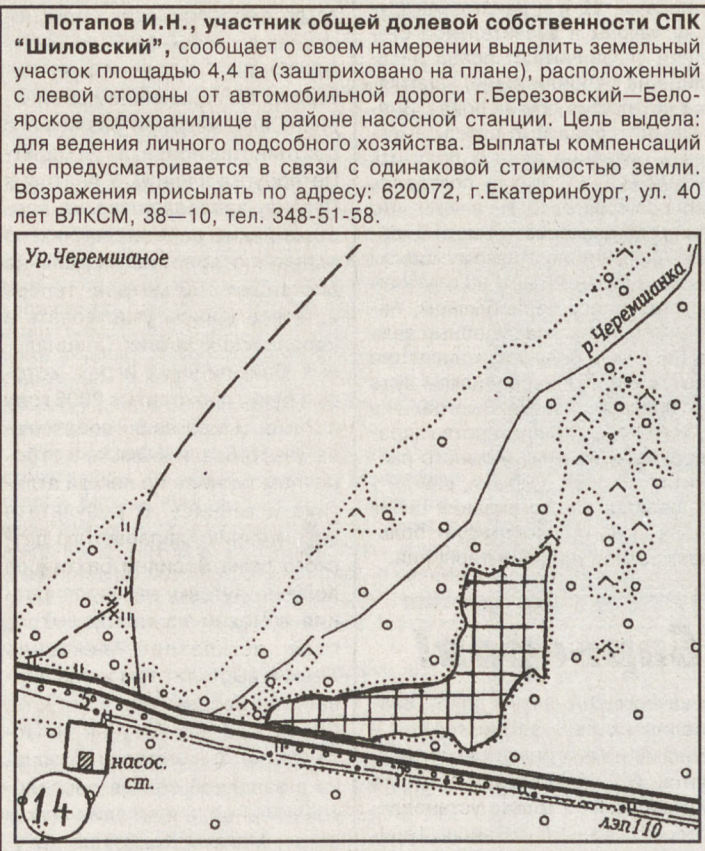 Потапов И.Н., участник общей долевой собственности СПК
"Шиловский", сообщает о своем намерении выделить земельный
участок площадью 4,4 га (заштриховано на плане), расположенный
с левой стороны от автомобильной дороги г.Березовский—Бело-
ярское водохранилище в районе насосной станции. Цель выдела:
для ведения личного подсобного хозяйства. Выплаты компенсаций
не предусматривается в связи с одинаковой стоимостью земли.
Возражения присылать по адресу: 620072, г.Екатеринбург, ул. 40
лет ВЛКСМ, 38—10, тел. 348-51-58.
Ур.Черемшаное
р.Черемшанка
насос.
ст.
14
лэп110